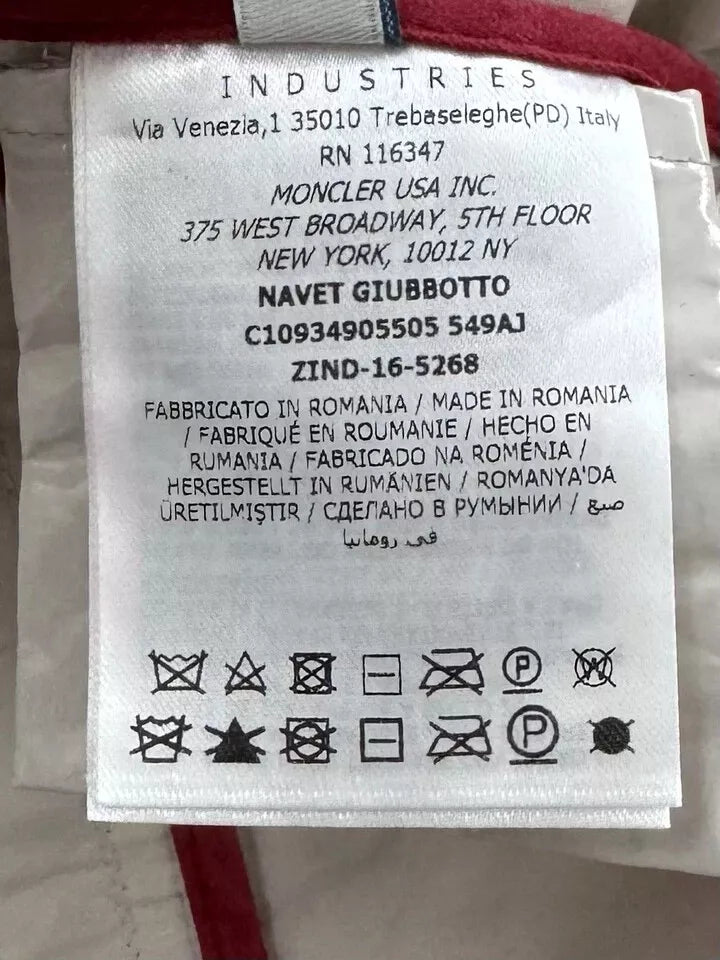 INDUSTRIES
Via Venezia,1 35010 Trebaseleghe(PD) Italy
RN 116347
MONCLER USA INC.
375 WEST BROADWAY, 5TH FLOOR
NEW YORK, 10012 NY
NAVET GIUBBOTTO
C10934905505 549AJ
ZIND-16-5268
FABBRICATO IN ROMANIA / MADE IN ROMANIA
/ FABRIQUÉ EN ROUMANIE / HECHO EN
RUMANIA / FABRICADO NA ROMÉNIA /
HERGESTELLT IN RUMÄNIEN / ROMANYA'DA
ÜRETILMIŞTIR / СДЕЛАНО В РУМЫНИИ / صنع
في رومانيا
P W
P